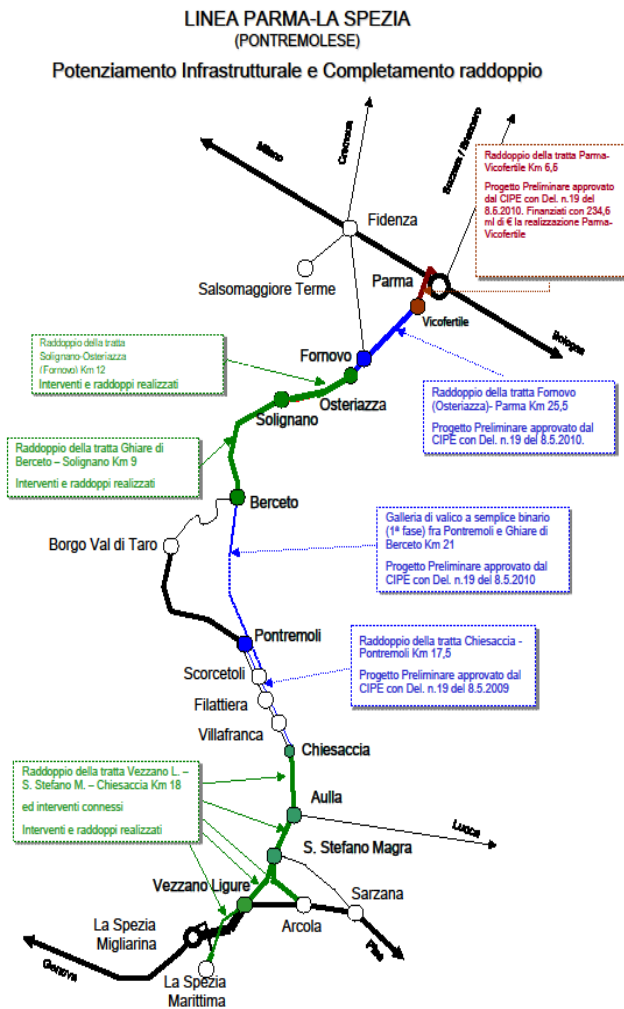 LINEA PARMA-LA SPEZIA
(PONTREMOLESE)
Potenziamento Infrastrutturale e Completamento raddoppio
Milano
Cremona
Suzzara / Brennero
Raddoppio della tratta Parma-
Vicofertile Km 6,5
Progetto Preliminare approvato
dal CIPE con Del. n.19 del
8.5.2010. Finanziati con 234,6
ml di € la realizzazione Parma-
Vicofertile
Fidenza
Salsomaggiore Terme
Parma
Vicofertile
Bologna
Raddoppio della tratta
Solignano-Osteriazza
(Fornovo) Km 12
Interventi e raddoppi realizzati
Fornovo
Osteriazza
Solignano
Raddoppio della tratta Fornovo
(Osteriazza)- Parma Km 25,5
Progetto Preliminare approvato dal
CIPE con Del. n.19 del 8.5.2010.
Raddoppio della tratta Ghiare di
Berceto – Solignano Km 9
Interventi e raddoppi realizzati
Berceto
Borgo Val di Taro
Galleria di valico a semplice binario
(1ª fase) fra Pontremoli e Ghiare di
Berceto Km 21
Progetto Preliminare approvato dal
CIPE con Del. n.19 del 8.5.2010
Pontremoli
Scorcetoli
Filattiera
Villafranca
Chiesaccia
Raddoppio della tratta Chiesaccia -
Pontremoli Km 17,5
Progetto Preliminare approvato dal
CIPE con Del. n.19 del 8.5.2009
Raddoppio della tratta Vezzano L. –
S. Stefano M. – Chiesaccia Km 18
ed interventi connessi
Interventi e raddoppi realizzati
Aulla
Lucca
S. Stefano Magra
Vezzano Ligure
Sarzana
Arcola
La Spezia
Migliarina
Pisa
Genova
La Spezia
Marittima